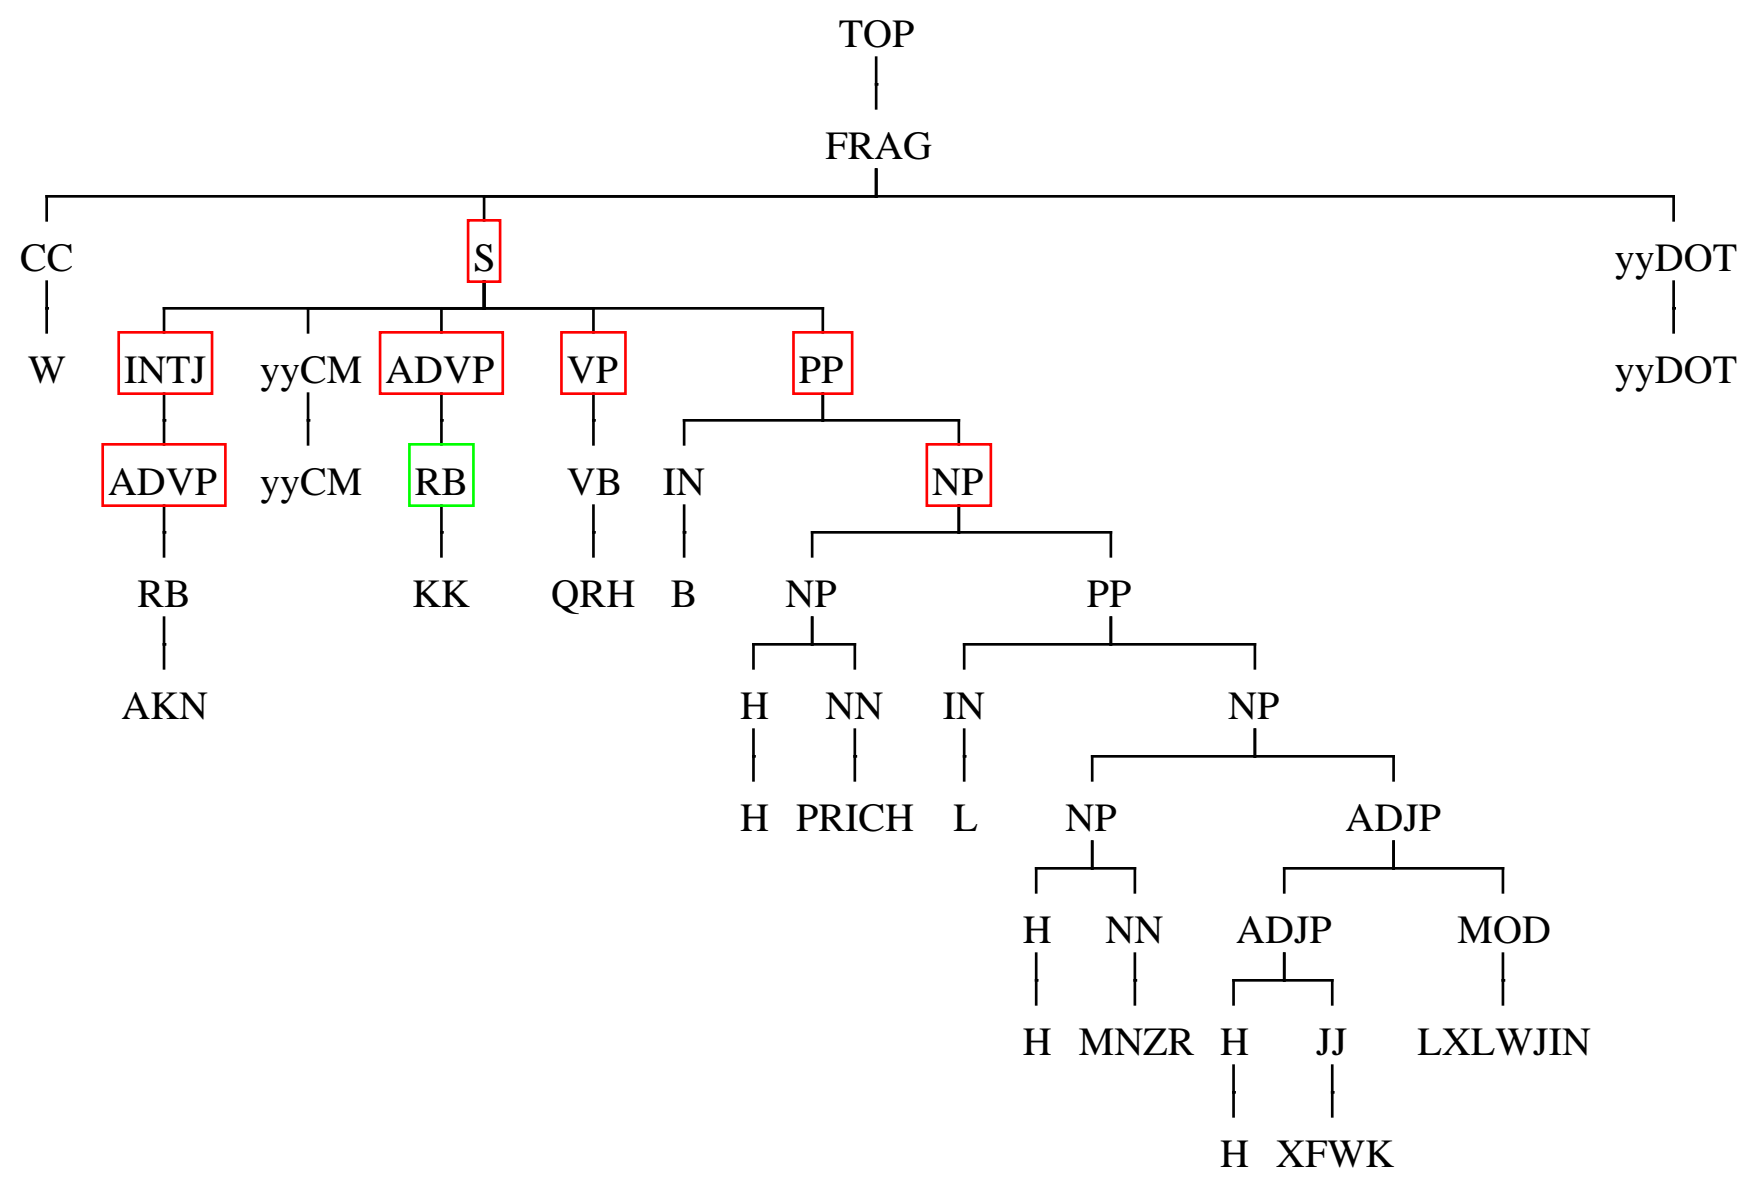 TOP
FRAG
CC S yyDOT
W INTJ yyCM ADVP VP PP yyDOT
ADVP yyCM RB VB IN NP
RB KK QRH B NP PP
AKN H NN IN NP
H PRICH L NP ADJP
H NN ADJP MOD
H MNZR H JJ LXLWJIN
H XFWK